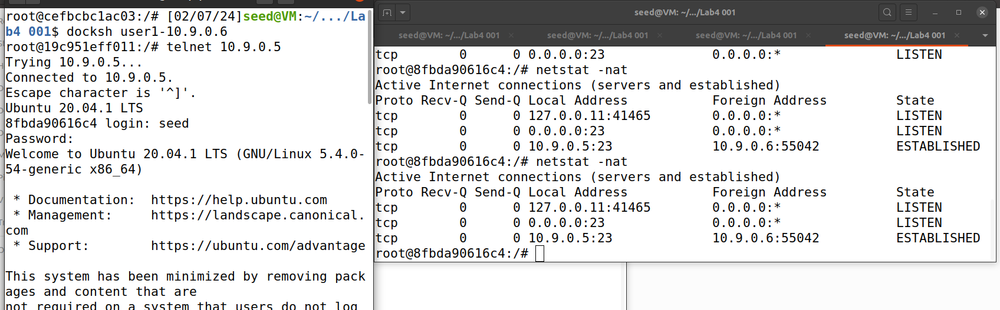 root@cefbcbc1ac03:/# [02/07/24]seed@VM:~/.../La
b4 001$ docksh user1-10.9.0.6
root@19c951eff011:/# telnet 10.9.0.5
Trying 10.9.0.5...
Connected to 10.9.0.5.
Escape character is '^]'.
Ubuntu 20.04.1 LTS
8fbda90616c4 login: seed
Password:
Welcome to Ubuntu 20.04.1 LTS (GNU/Linux 5.4.0-
54-generic x86_64)
* Documentation:  https://help.ubuntu.com
* Management:     https://landscape.canonical.
com
* Support:        https://ubuntu.com/advantage
This system has been minimized by removing pack
ages and content that are
not required on a system that users do not log
seed@VM: ~/.../Lab4 001
seed@VM: ~/.../Lab4 001 × seed@VM: ~/.../Lab4 001 × seed@VM: ~/.../Lab4 001 × seed@VM: ~/.../Lab4 001 ×
tcp        0      0 0.0.0.0:23              0.0.0.0:*               LISTEN
root@8fbda90616c4:/# netstat -nat
Active Internet connections (servers and established)
Proto Recv-Q Send-Q Local Address           Foreign Address         State
tcp        0      0 127.0.0.11:41465        0.0.0.0:*               LISTEN
tcp        0      0 0.0.0.0:23              0.0.0.0:*               LISTEN
tcp        0      0 10.9.0.5:23             10.9.0.6:55042          ESTABLISHED
root@8fbda90616c4:/# netstat -nat
Active Internet connections (servers and established)
Proto Recv-Q Send-Q Local Address           Foreign Address         State
tcp        0      0 127.0.0.11:41465        0.0.0.0:*               LISTEN
tcp        0      0 0.0.0.0:23              0.0.0.0:*               LISTEN
tcp        0      0 10.9.0.5:23             10.9.0.6:55042          ESTABLISHED
root@8fbda90616c4:/#